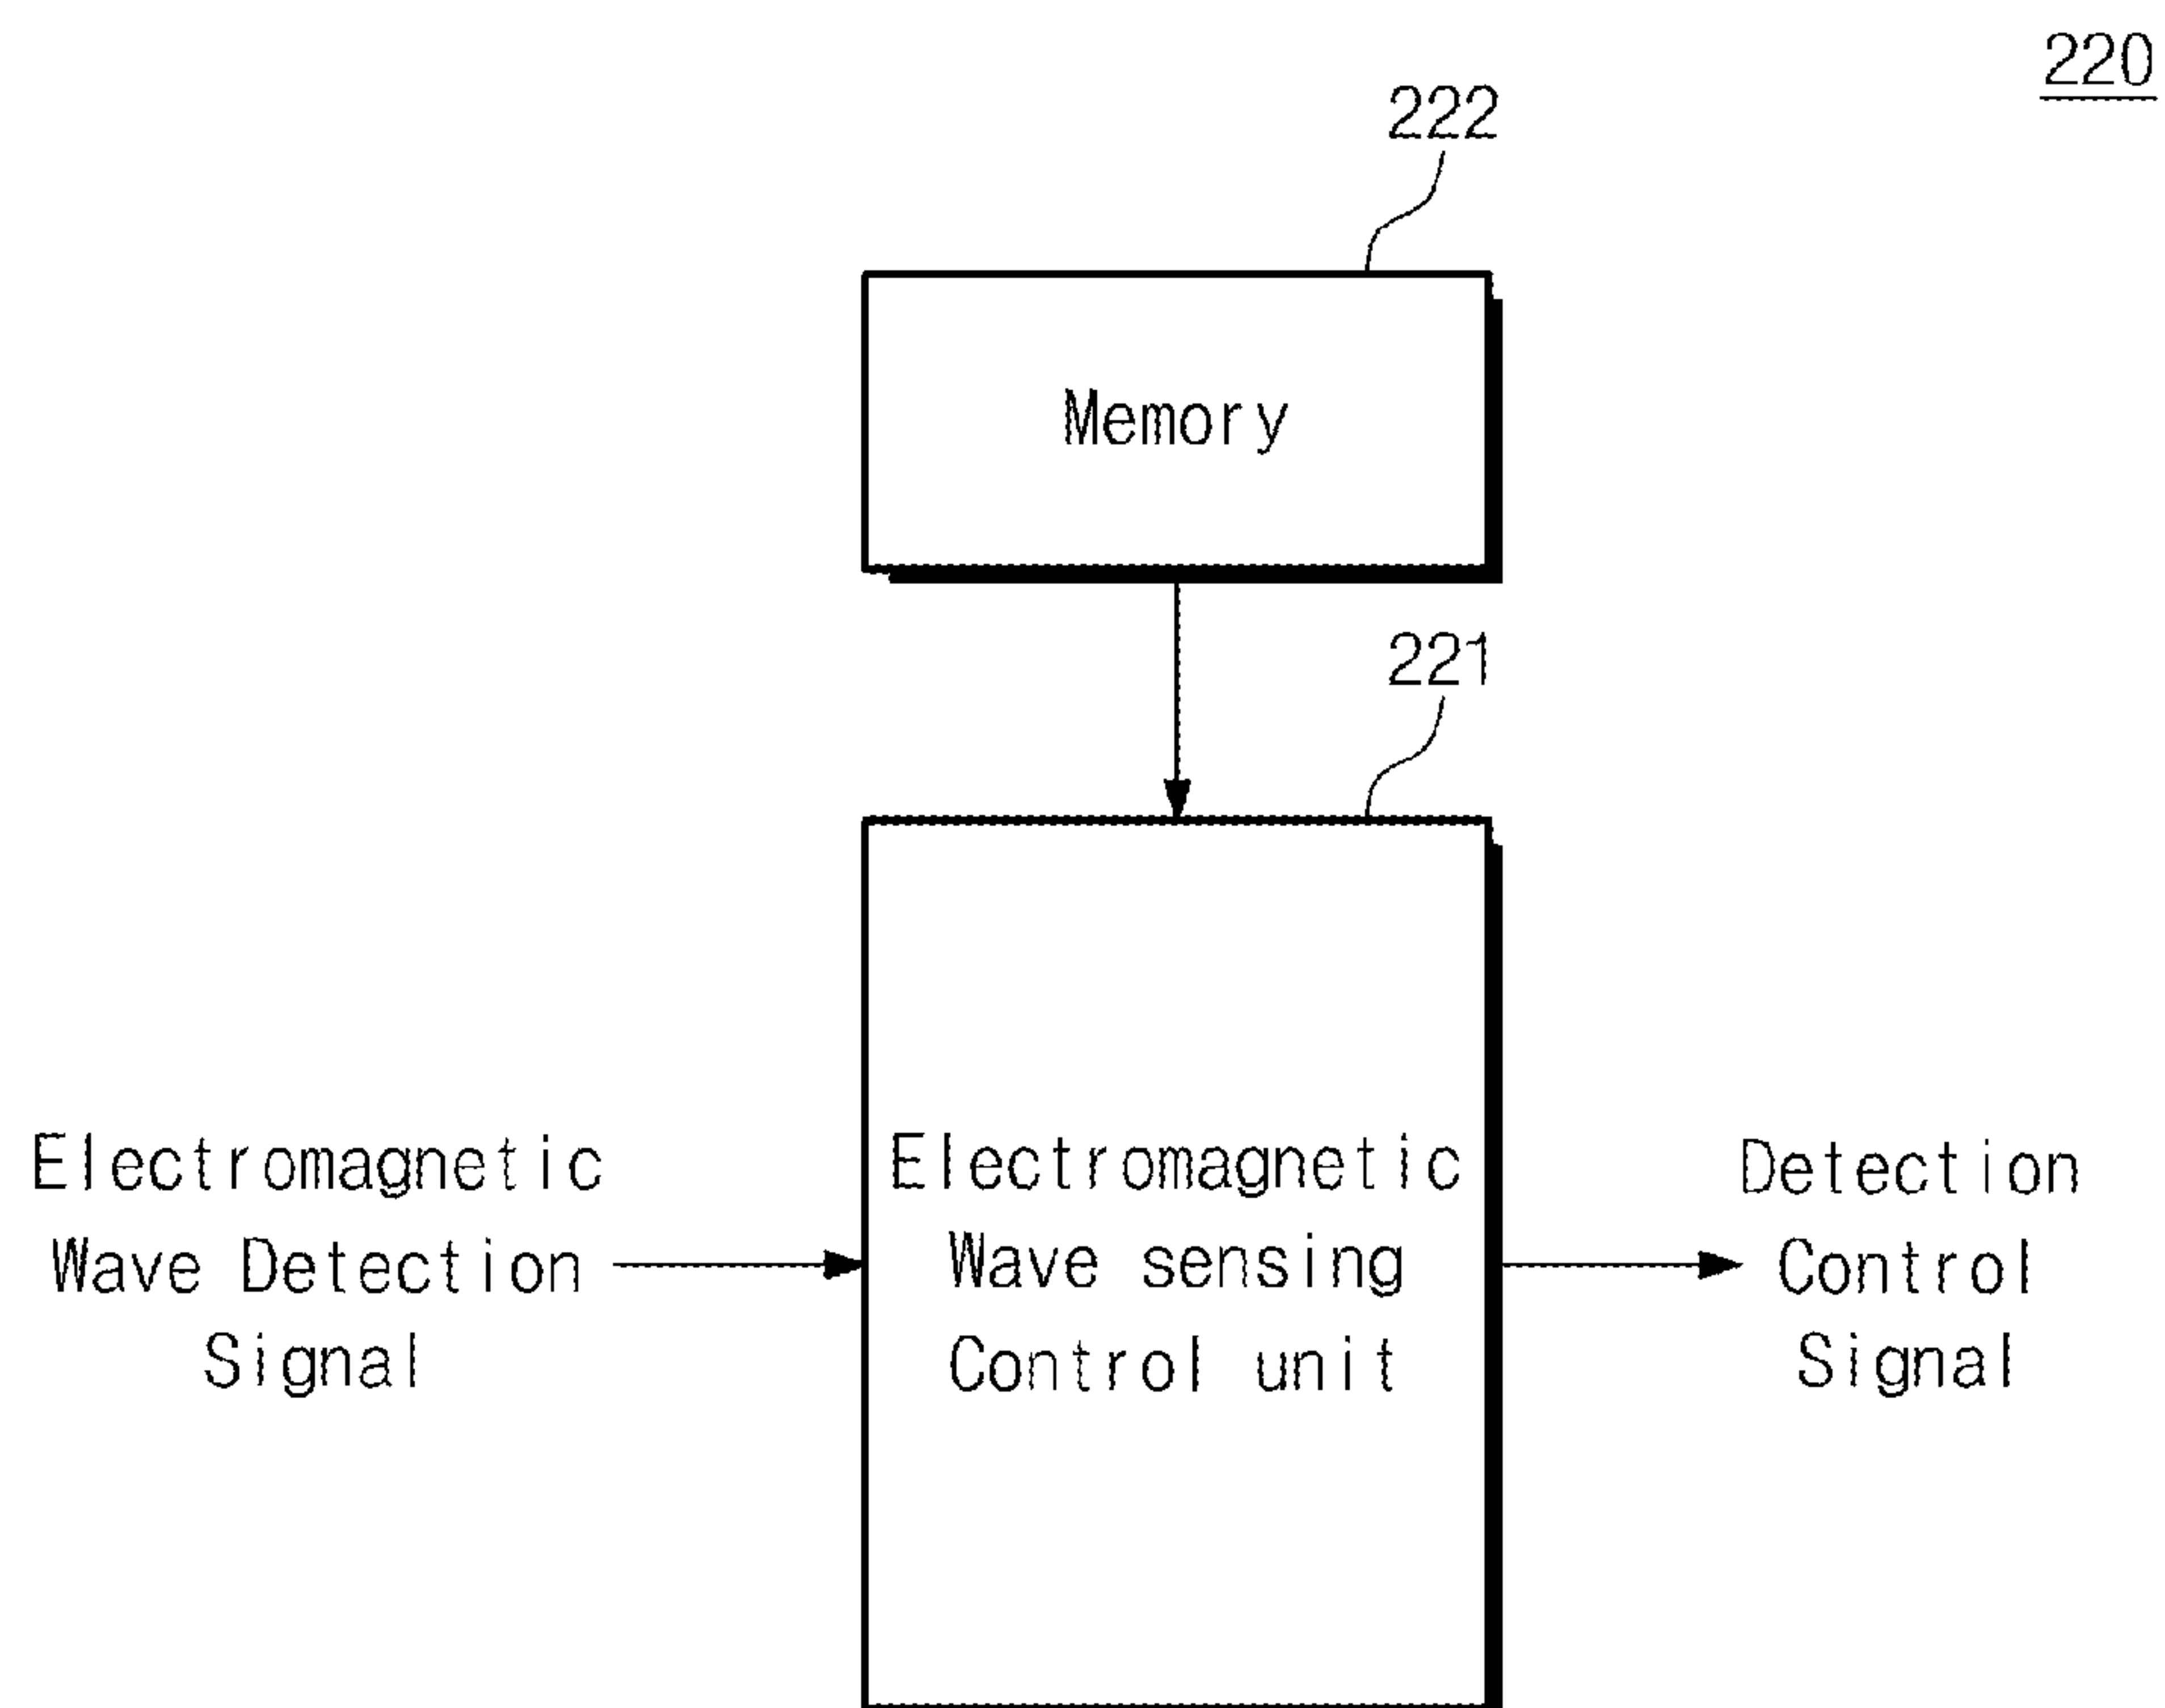 220
222
Memory
221
Electromagnetic
Wave Detection
Signal
Electromagnetic
Wave sensing
Control unit
Detection
Control
Signal